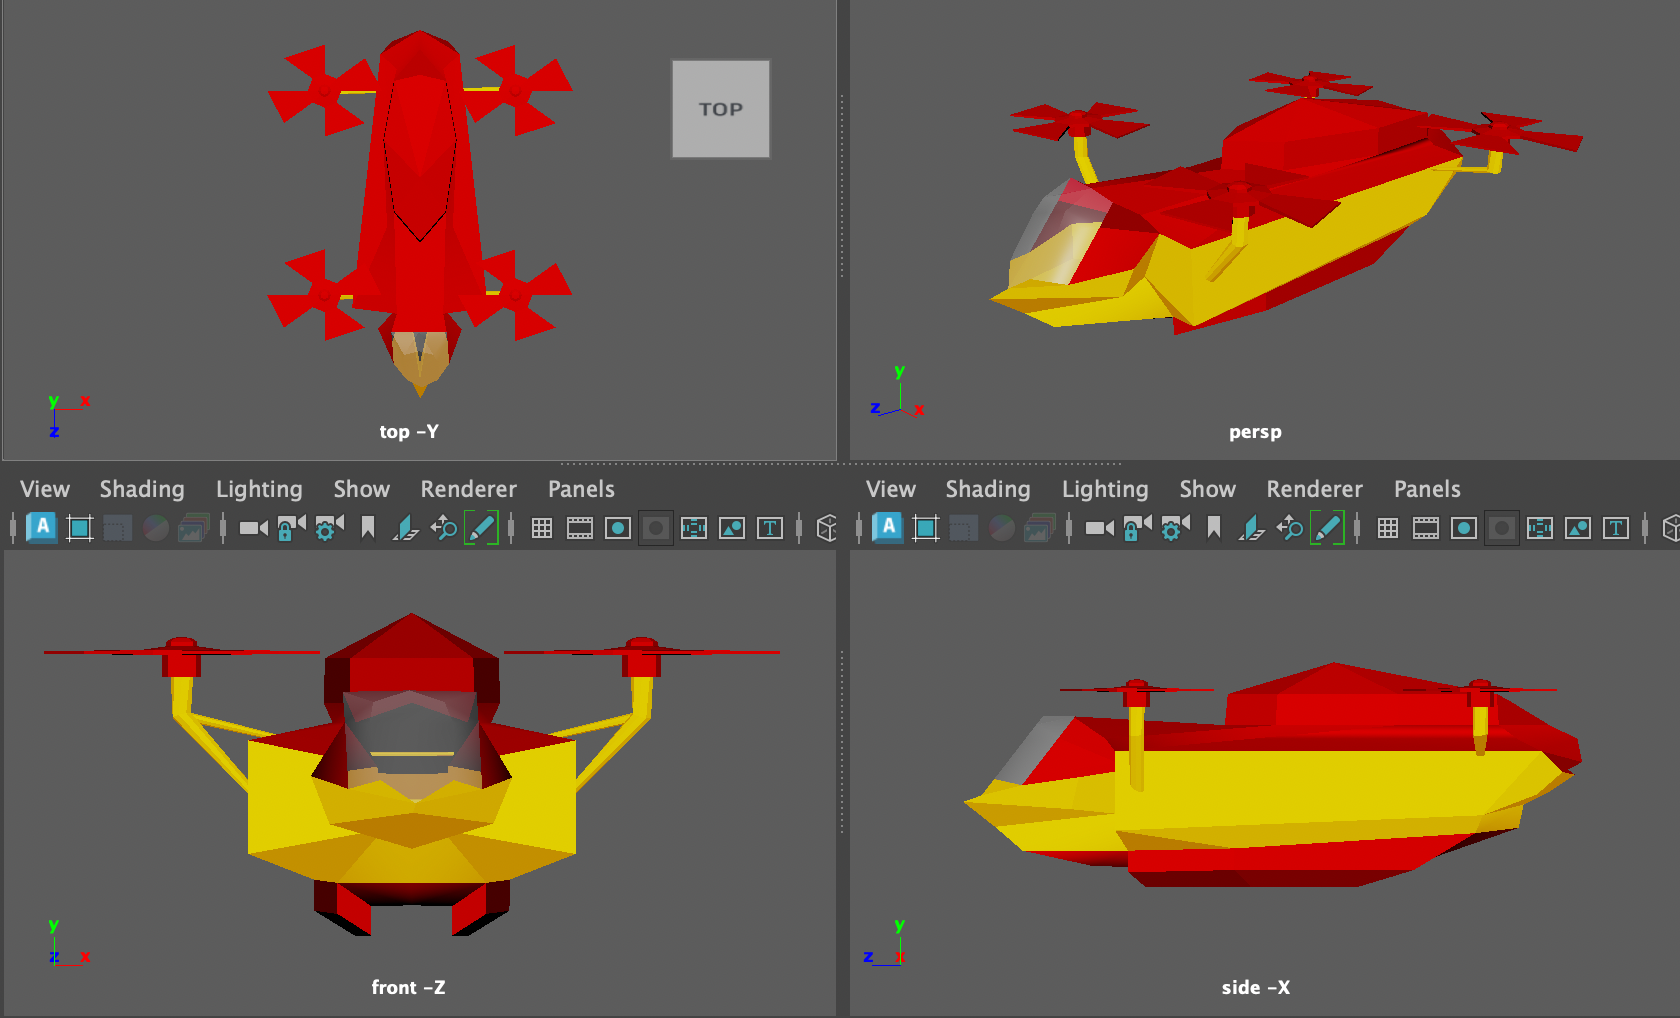 TOP
y x
z
top -Y
y
z x
persp
View Shading Lighting Show Renderer Panels
View Shading Lighting Show Renderer Panels
A T
A T
y
z x
front -Z
y
z x
side -X